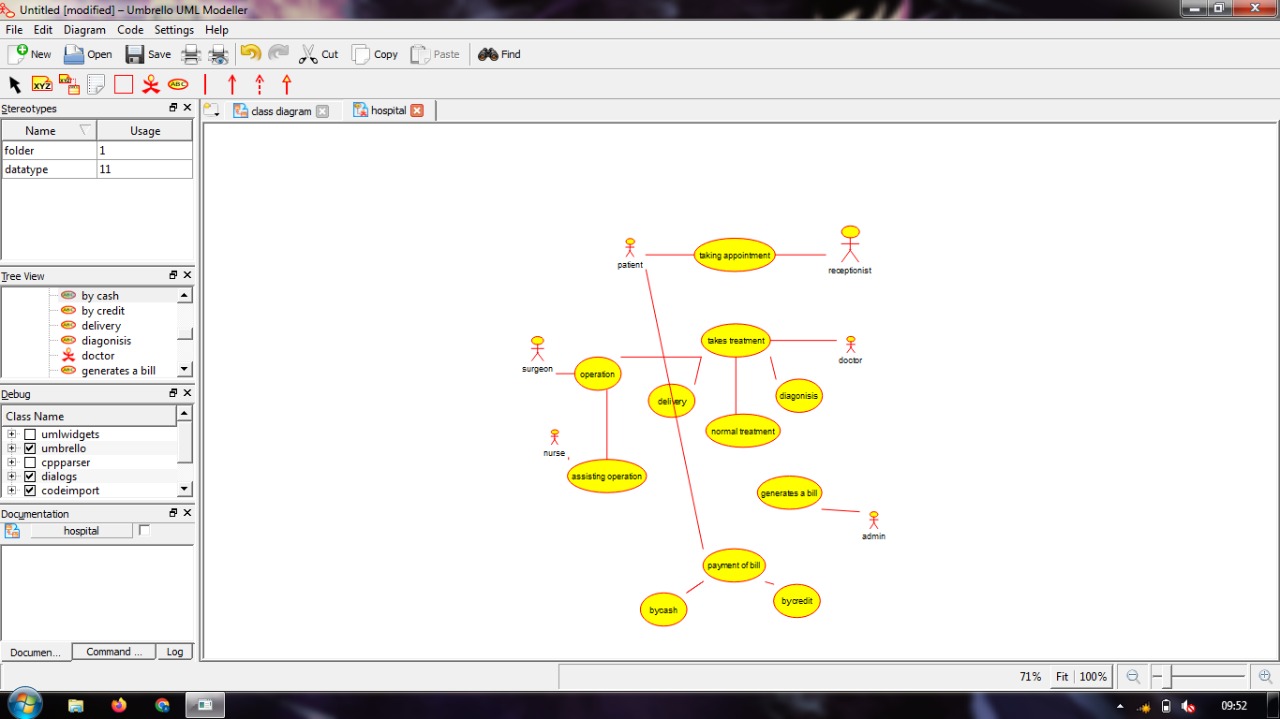 Untitled [modified] – Umbrello UML Modeller
File Edit Diagram Code Settings Help
New Open Save Cut Copy Paste Find
XYZ ABC
Stereotypes
class diagram hospital
Name Usage
folder 1
datatype 11
taking appointment
patient
receptionist
Tree View
by cash
by credit
delivery
diagonisis
doctor
generates a bill
takes treatment
doctor
surgeon
operation
diagonisis
delivery
normal treatment
Debug
Class Name
umlwidgets
umbrello
cppparser
dialogs
codeimport
nurse
assisting operation
generates a bill
admin
Documentation
hospital
payment of bill
bycash
bycredit
Documen... Command ... Log
71% Fit 100%
09:52